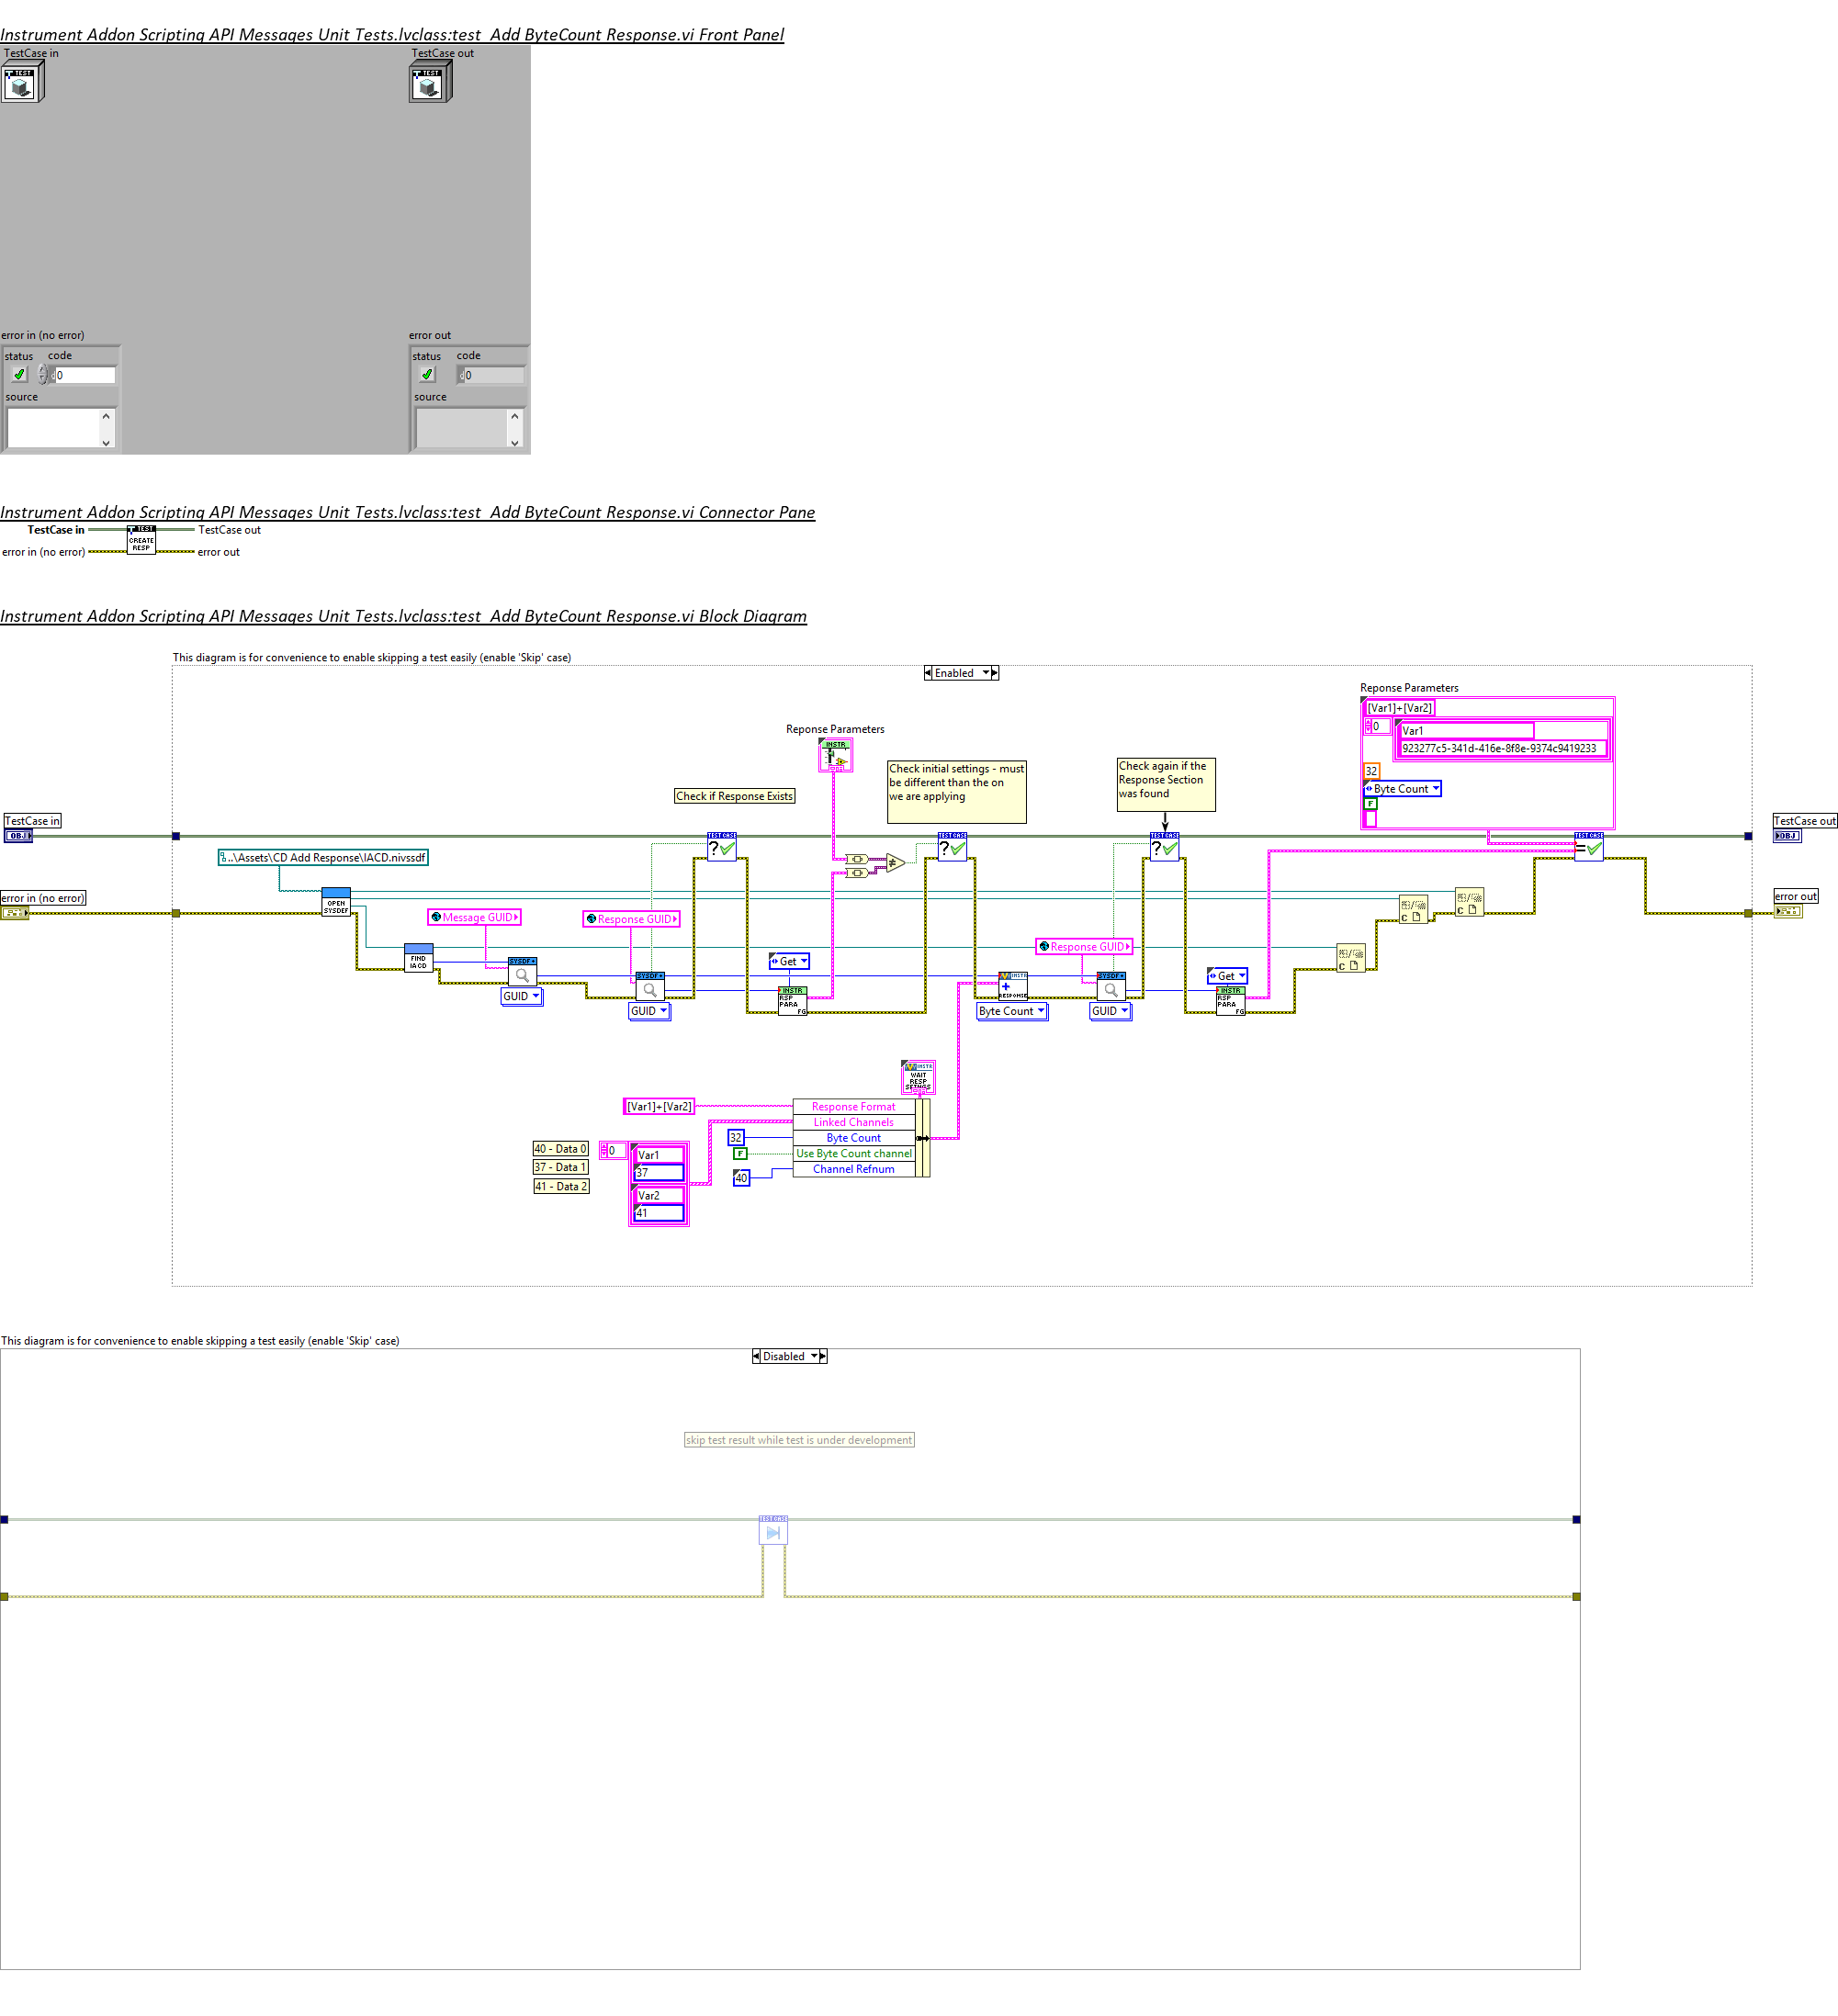 Instrument Addon Scripting API Messages Unit Tests.lvclass:test_Add ByteCount Response.vi Front Panel
TestCase in
TestCase out
TEST
TEST
error in (no error)
error out
status code
status code
0
0
source
source
Instrument Addon Scripting API Messages Unit Tests.lvclass:test_Add ByteCount Response.vi Connector Pane
TestCase in
TEST
CREATE
RESP
TestCase out
error in (no error)
error out
Instrument Addon Scripting API Messages Unit Tests.lvclass:test_Add ByteCount Response.vi Block Diagram
This diagram is for convenience to enable skipping a test easily (enable 'Skip' case)
Enabled
Reponse Parameters
[Var1]+[Var2]
0
Var1
923277c5-341d-416e-8f8e-9374c9419233
32
Byte Count
F
Reponse Parameters
INSTR
Check initial settings - must
be different than the on
we are applying
Check again if the
Response Section
was found
Check if Response Exists
TestCase in
OBJ
TestCase out
OBJ
TEST CASE
TEST CASE
TEST CASE
TEST CASE
..\Assets\CD Add Response\IACD.nivssdf
error in (no error)
error out
OPEN
SYSDEF
Message GUID
Response GUID
Response GUID
FIND
IACD
SYSDF
GUID
SYSDF
GUID
Get
INSTR
RSP
PARA
FG
INSTR
RESPONSE
Byte Count
SYSDF
GUID
Get
INSTR
RSP
PARA
FG
C
C
C
INSTR
WAIT
RESP
[Var1]+[Var2]
Response Format
Linked Channels
32
Byte Count
F
Use Byte Count channel
40
Channel Refnum
40 - Data 0
37 - Data 1
41 - Data 2
0
Var1
37
Var2
41
This diagram is for convenience to enable skipping a test easily (enable 'Skip' case)
Disabled
skip test result while test is under development
TEST CASE